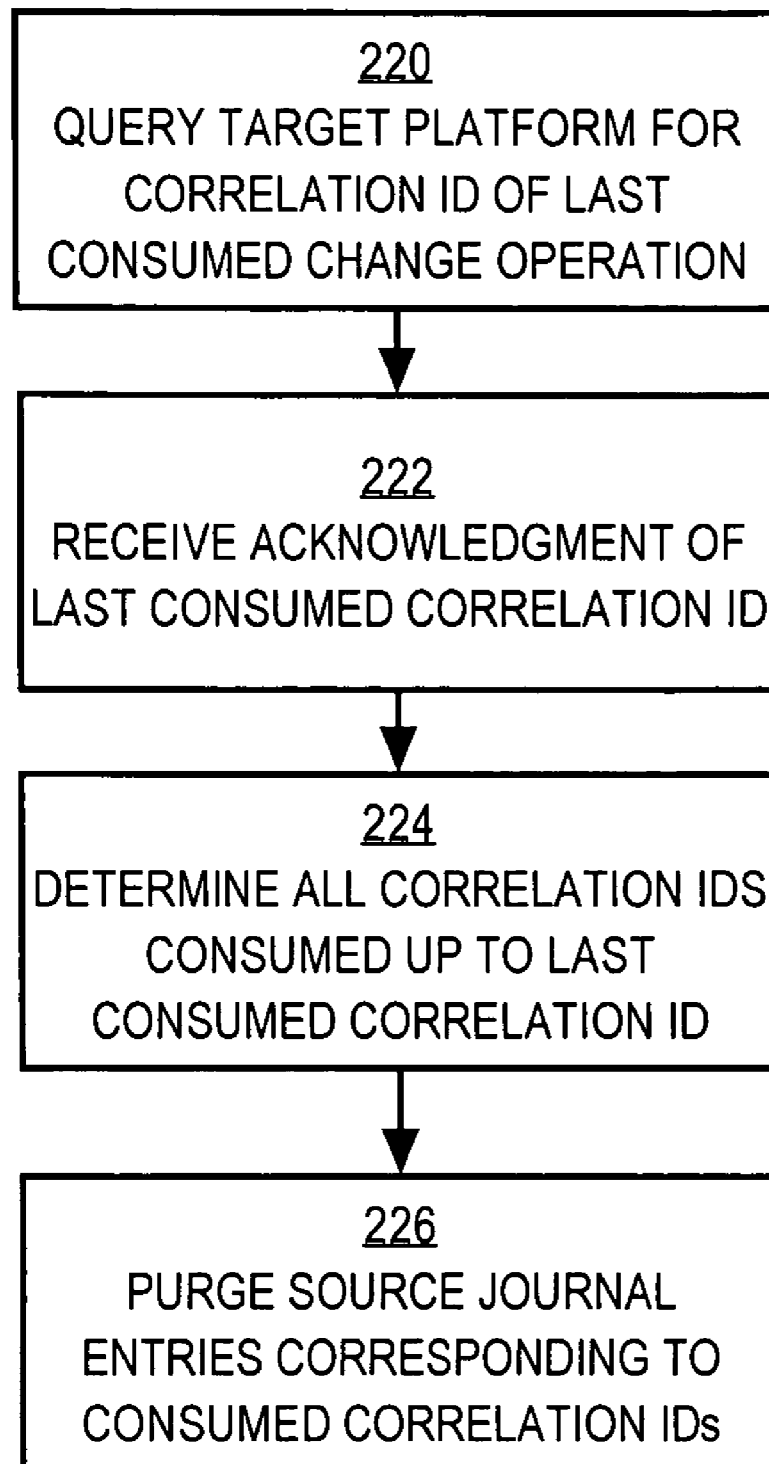 220
QUERY TARGET PLATFORM FOR
CORRELATION ID OF LAST
CONSUMED CHANGE OPERATION
222
RECEIVE ACKNOWLEDGMENT OF
LAST CONSUMED CORRELATION ID
224
DETERMINE ALL CORRELATION IDS
CONSUMED UP TO LAST
CONSUMED CORRELATION ID
226
PURGE SOURCE JOURNAL
ENTRIES CORRESPONDING TO
CONSUMED CORRELATION IDs